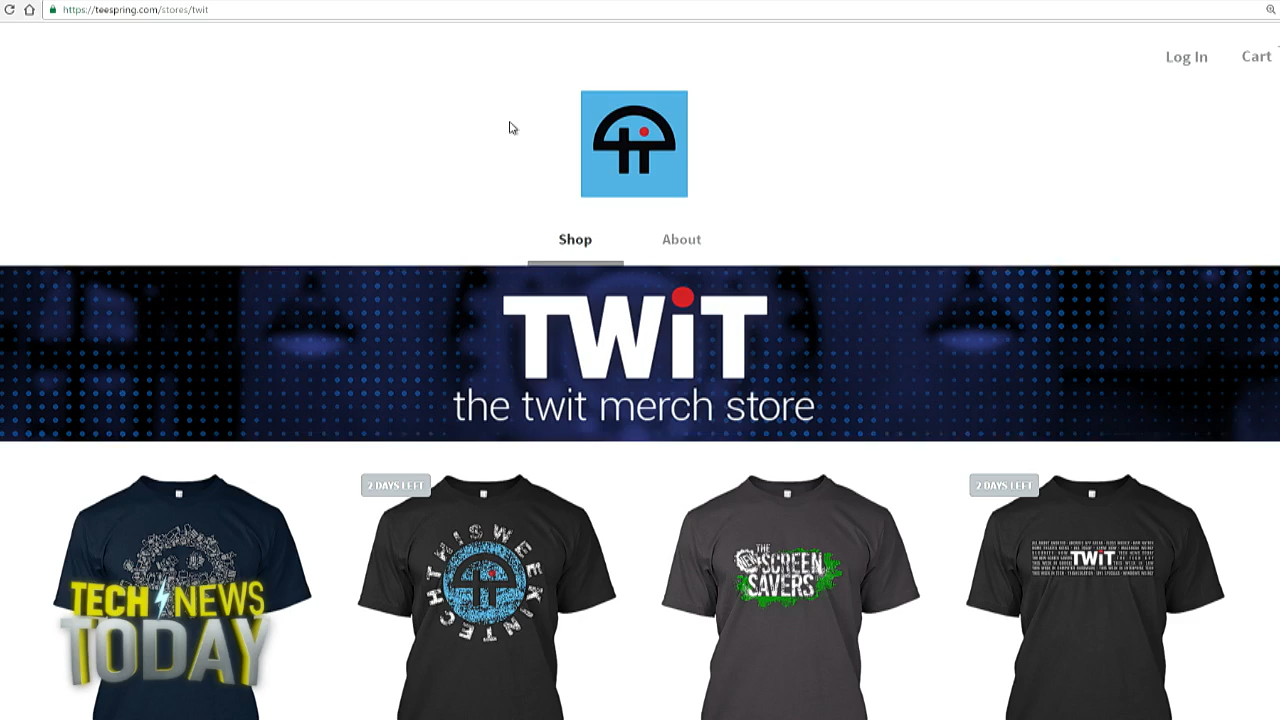 https://teespring.com/stores/twit
Log In
Cart
Shop
About
TWiT
the twit merch store
2 DAYS LEFT
2 DAYS LEFT
TECH NEWS
TODAY
THIS WEEK IN TECH
THE
SCREEN
SAVERS
TWiT